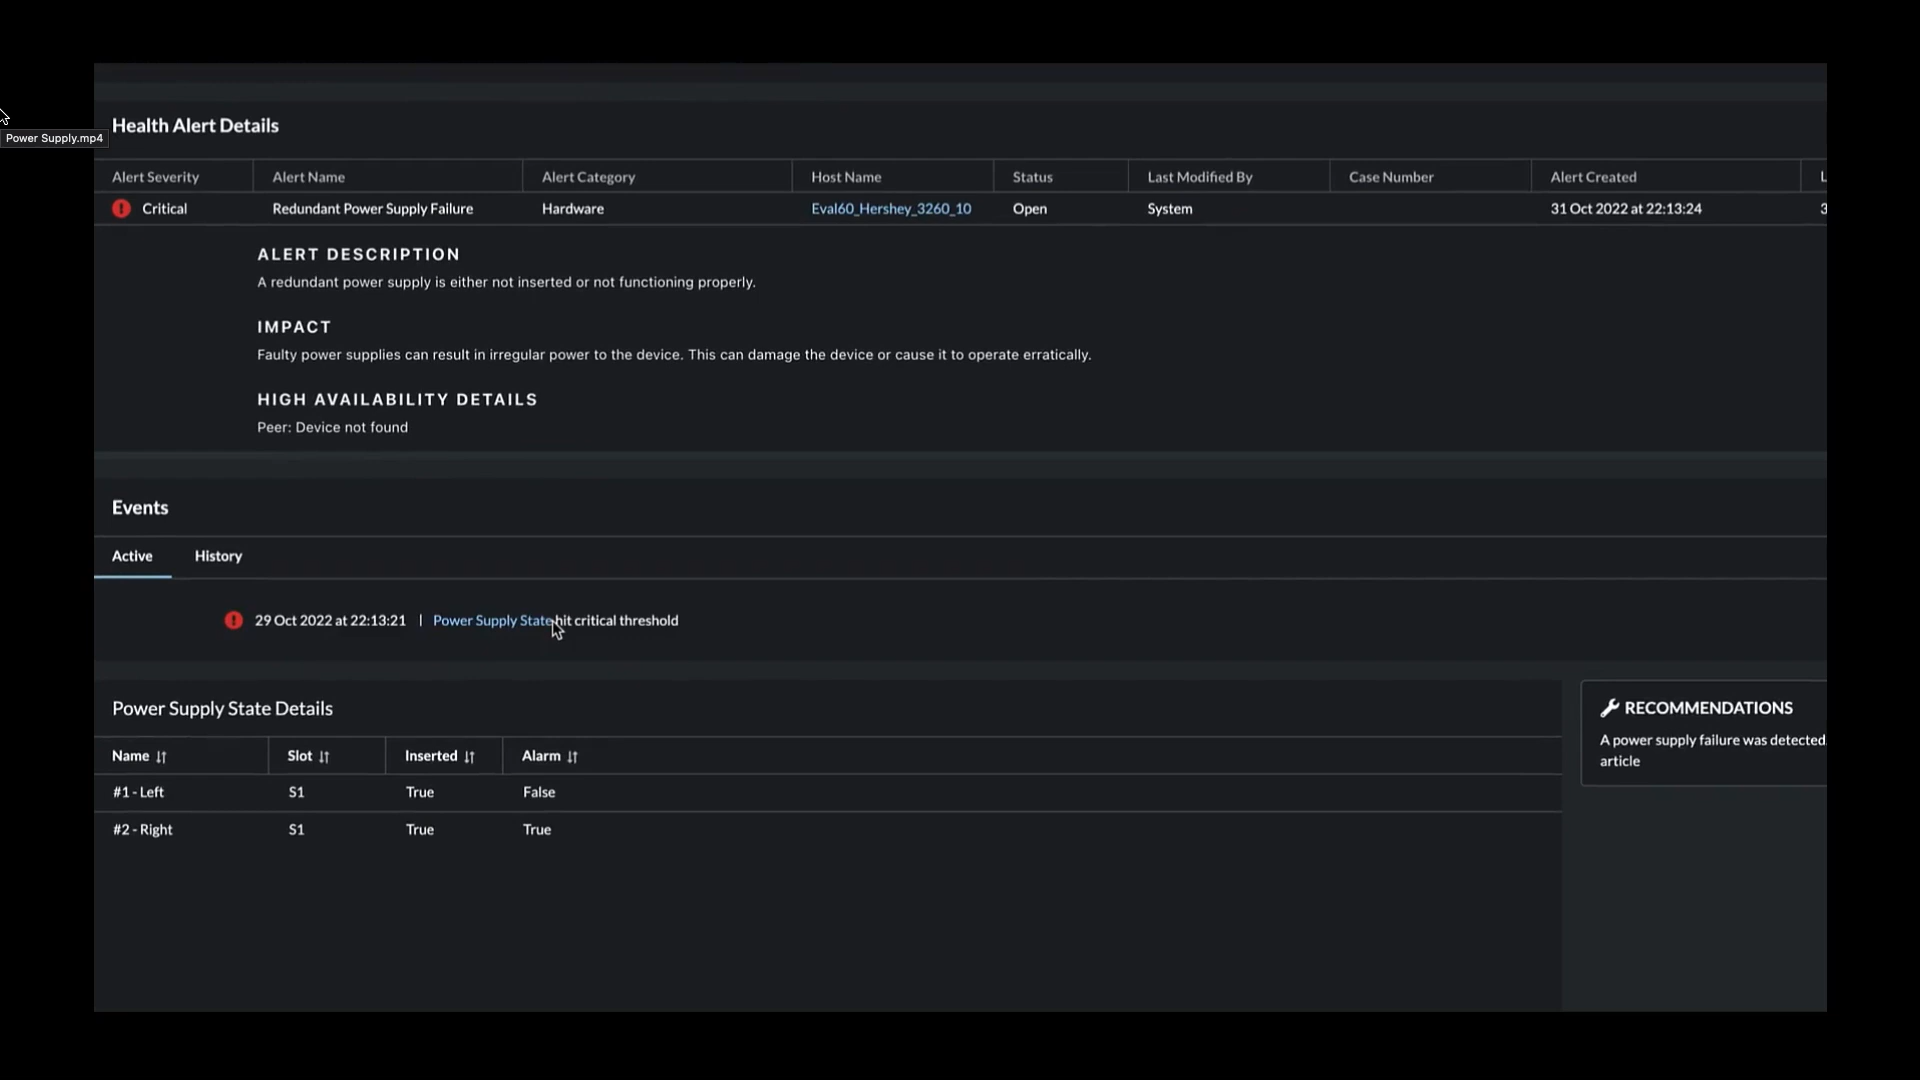 Power Supply.mp4
Health Alert Details
Alert Severity Alert Name Alert Category Host Name Status Last Modified By Case Number Alert Created L
Critical Redundant Power Supply Failure Hardware Eval60_Hershey_3260_10 Open System 31 Oct 2022 at 22:13:24 3
ALERT DESCRIPTION
A redundant power supply is either not inserted or not functioning properly.
IMPACT
Faulty power supplies can result in irregular power to the device. This can damage the device or cause it to operate erratically.
HIGH AVAILABILITY DETAILS
Peer: Device not found
Events
Active History
29 Oct 2022 at 22:13:21 | Power Supply State hit critical threshold
Power Supply State Details
Name Slot Inserted Alarm
#1 - Left S1 True False
#2 - Right S1 True True
RECOMMENDATIONS
A power supply failure was detected.
article